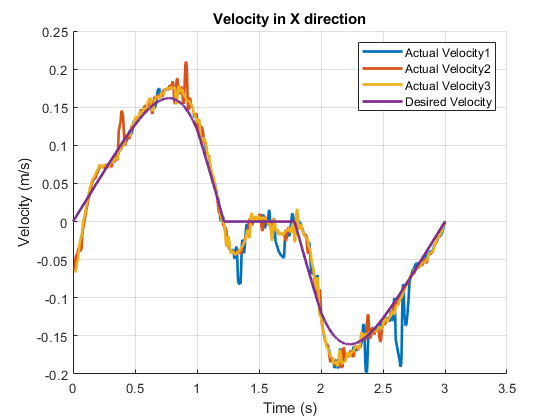 Velocity in X direction
Velocity (m/s)
0.25
0.2
0.15
0.1
0.05
0
-0.05
-0.1
-0.15
-0.2
Actual Velocity1
Actual Velocity2
Actual Velocity3
Desired Velocity
0 0.5 1 1.5 2 2.5 3 3.5
Time (s)